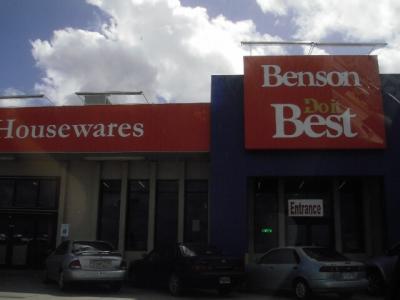 Housewares
Benson
Do it
Best
Entrance